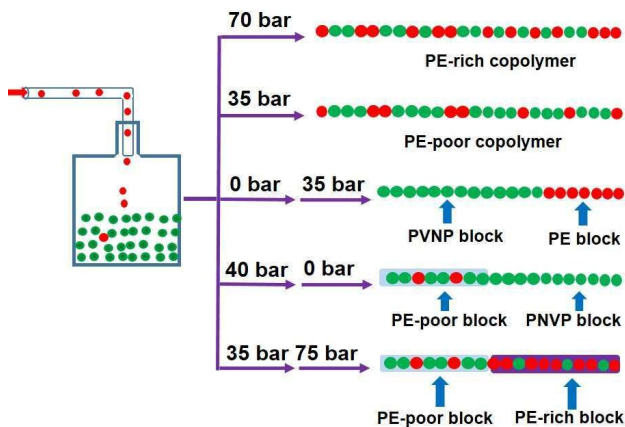 70 bar
PE-rich copolymer
35 bar
PE-poor copolymer
0 bar 35 bar
PVNP block PE block
40 bar 0 bar
PE-poor block PNVP block
35 bar 75 bar
PE-poor block PE-rich block